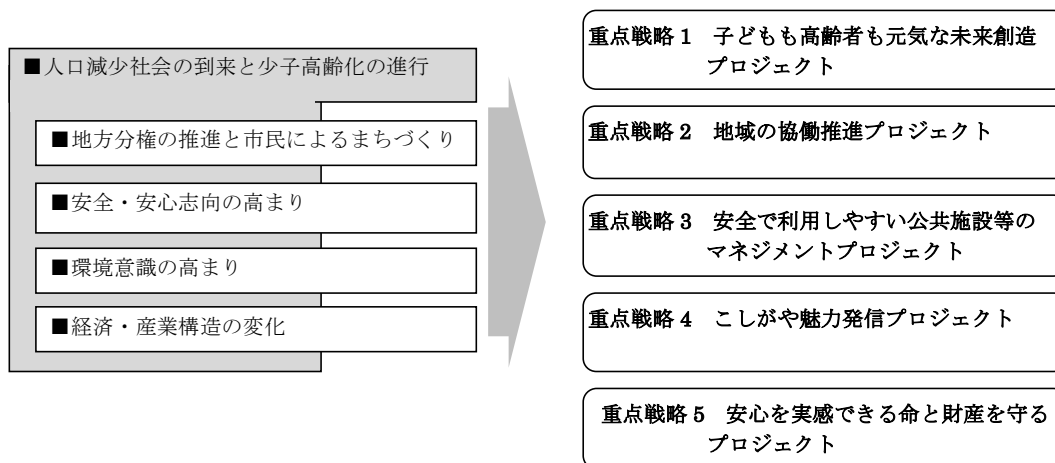 ■人口減少社会の到来と少子高齢化の進行
■地方分権の推進と市民によるまちづくり
■安全・安心志向の高まり
■環境意識の高まり
■経済・産業構造の変化
重点戦略1 子どもも高齢者も元気な未来創造
プロジェクト
重点戦略2 地域の協働推進プロジェクト
重点戦略3 安全で利用しやすい公共施設等の
マネジメントプロジェクト
重点戦略4 こしがや魅力発信プロジェクト
重点戦略5 安心を実感できる命と財産を守る
プロジェクト